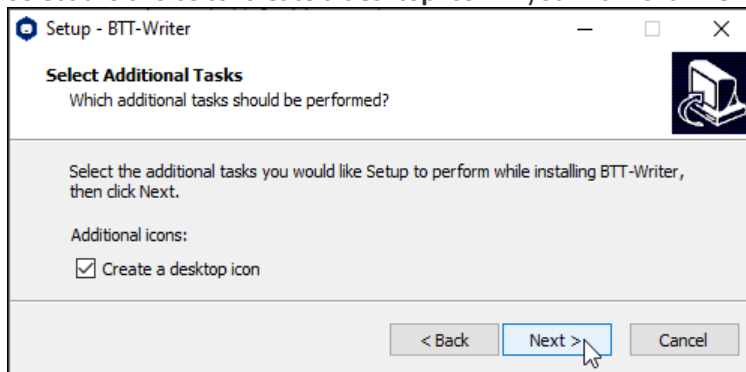 Setup - BTT-Writer
Select Additional Tasks
Which additional tasks should be performed?
Select the additional tasks you would like Setup to perform while installing BTT-Writer,
then click Next.
Additional icons:
Create a desktop icon
< Back Next > Cancel